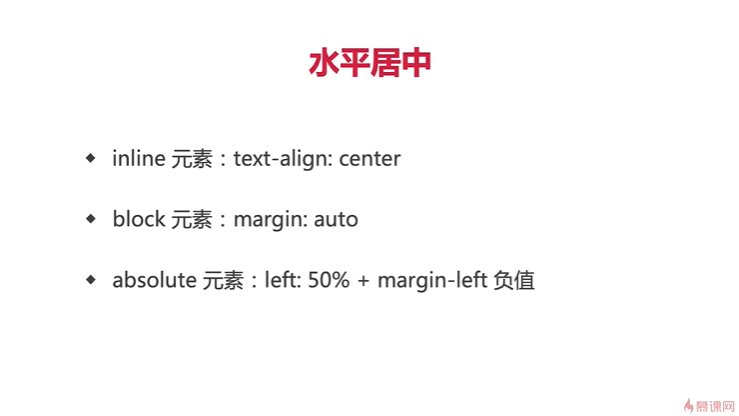 水平居中
inline 元素：text-align: center
block 元素：margin: auto
absolute 元素：left: 50% + margin-left 负值
慕课网